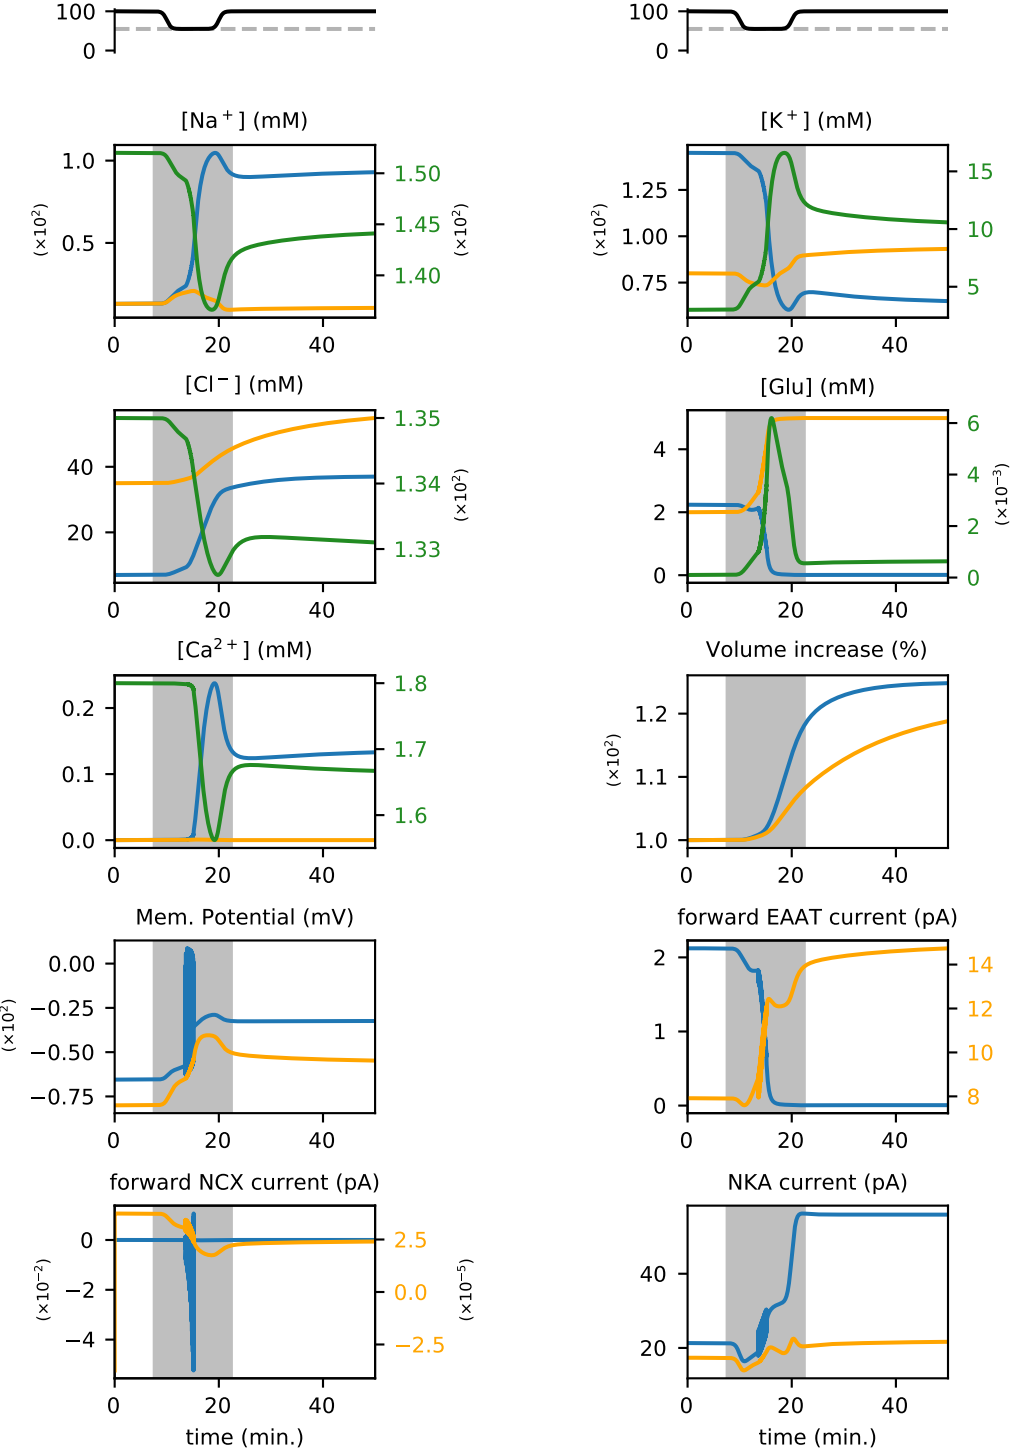 100
0
100
0
[Na⁺] (mM)
1.0
0.5
(×10²)
1.50
1.45
1.40
(×10²)
0 20 40
[K⁺] (mM)
1.25
1.00
0.75
(×10²)
15
10
5
0 20 40
[Cl⁻] (mM)
40
20
1.35
1.34
1.33
(×10²)
0 20 40
[Glu] (mM)
4
2
0
6
4
2
0
(×10⁻³)
0 20 40
[Ca²⁺] (mM)
0.2
0.1
0.0
1.8
1.7
1.6
0 20 40
Volume increase (%)
1.2
1.1
1.0
(×10²)
0 20 40
Mem. Potential (mV)
0.00
−0.25
−0.50
−0.75
(×10²)
0 20 40
forward EAAT current (pA)
2
1
0
14
12
10
8
0 20 40
forward NCX current (pA)
0
−2
−4
(×10⁻²)
2.5
0.0
−2.5
(×10⁻⁵)
0 20 40
time (min.)
NKA current (pA)
40
20
0 20 40
time (min.)